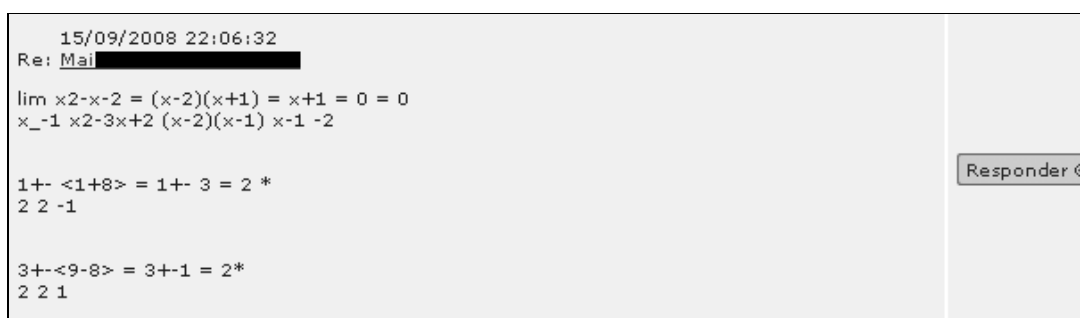 15/09/2008 22:06:32
Re: Mai
lim x2-x-2 = (x-2)(x+1) = x+1 = 0 = 0
x_-1 x2-3x+2 (x-2)(x-1) x-1 -2
1+- <1+8> = 1+- 3 = 2 *
2 2 -1
3+-<9-8> = 3+-1 = 2*
2 2 1
Responder